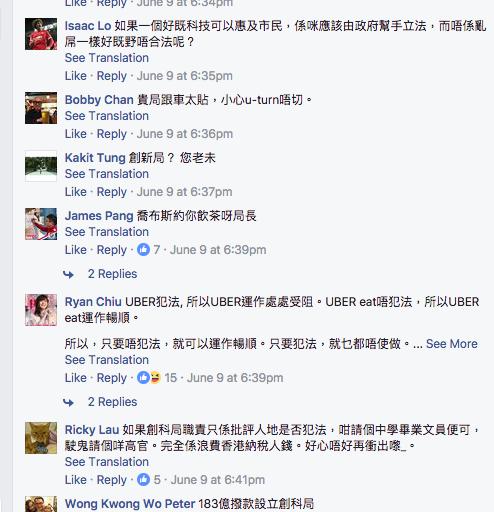 Like · Reply · June 9 at 6:34pm
Isaac Lo 如果一個好既科技可以惠及市民，係咪應該由政府幫手立法，而唔係亂
屌一樣好既野唔合法呢？
See Translation
Like · Reply · June 9 at 6:35pm
Bobby Chan 貴局跟車太貼，小心u-turn唔切。
See Translation
Like · Reply · June 9 at 6:36pm
Kakit Tung 創新局？ 您老未
See Translation
Like · Reply · June 9 at 6:37pm
James Pang 喬布斯約你飲茶呀局長
See Translation
Like · Reply · 7 · June 9 at 6:39pm
2 Replies
Ryan Chiu UBER犯法, 所以UBER運作處處受阻。UBER eat唔犯法，所以UBER
eat運作暢順。
所以，只要唔犯法，就可以運作暢順。只要犯法，就乜都唔使做。... See More
See Translation
Like · Reply · 15 · June 9 at 6:39pm
2 Replies
Ricky Lau 如果創科局職責只係批評人地是否犯法，咁請個中學畢業文員便可，
駛鬼請個咩高官。完全係浪費香港納稅人錢。好心唔好再衝出嚟_。
See Translation
Like · Reply · 5 · June 9 at 6:41pm
Wong Kwong Wo Peter 183億撥款設立創科局